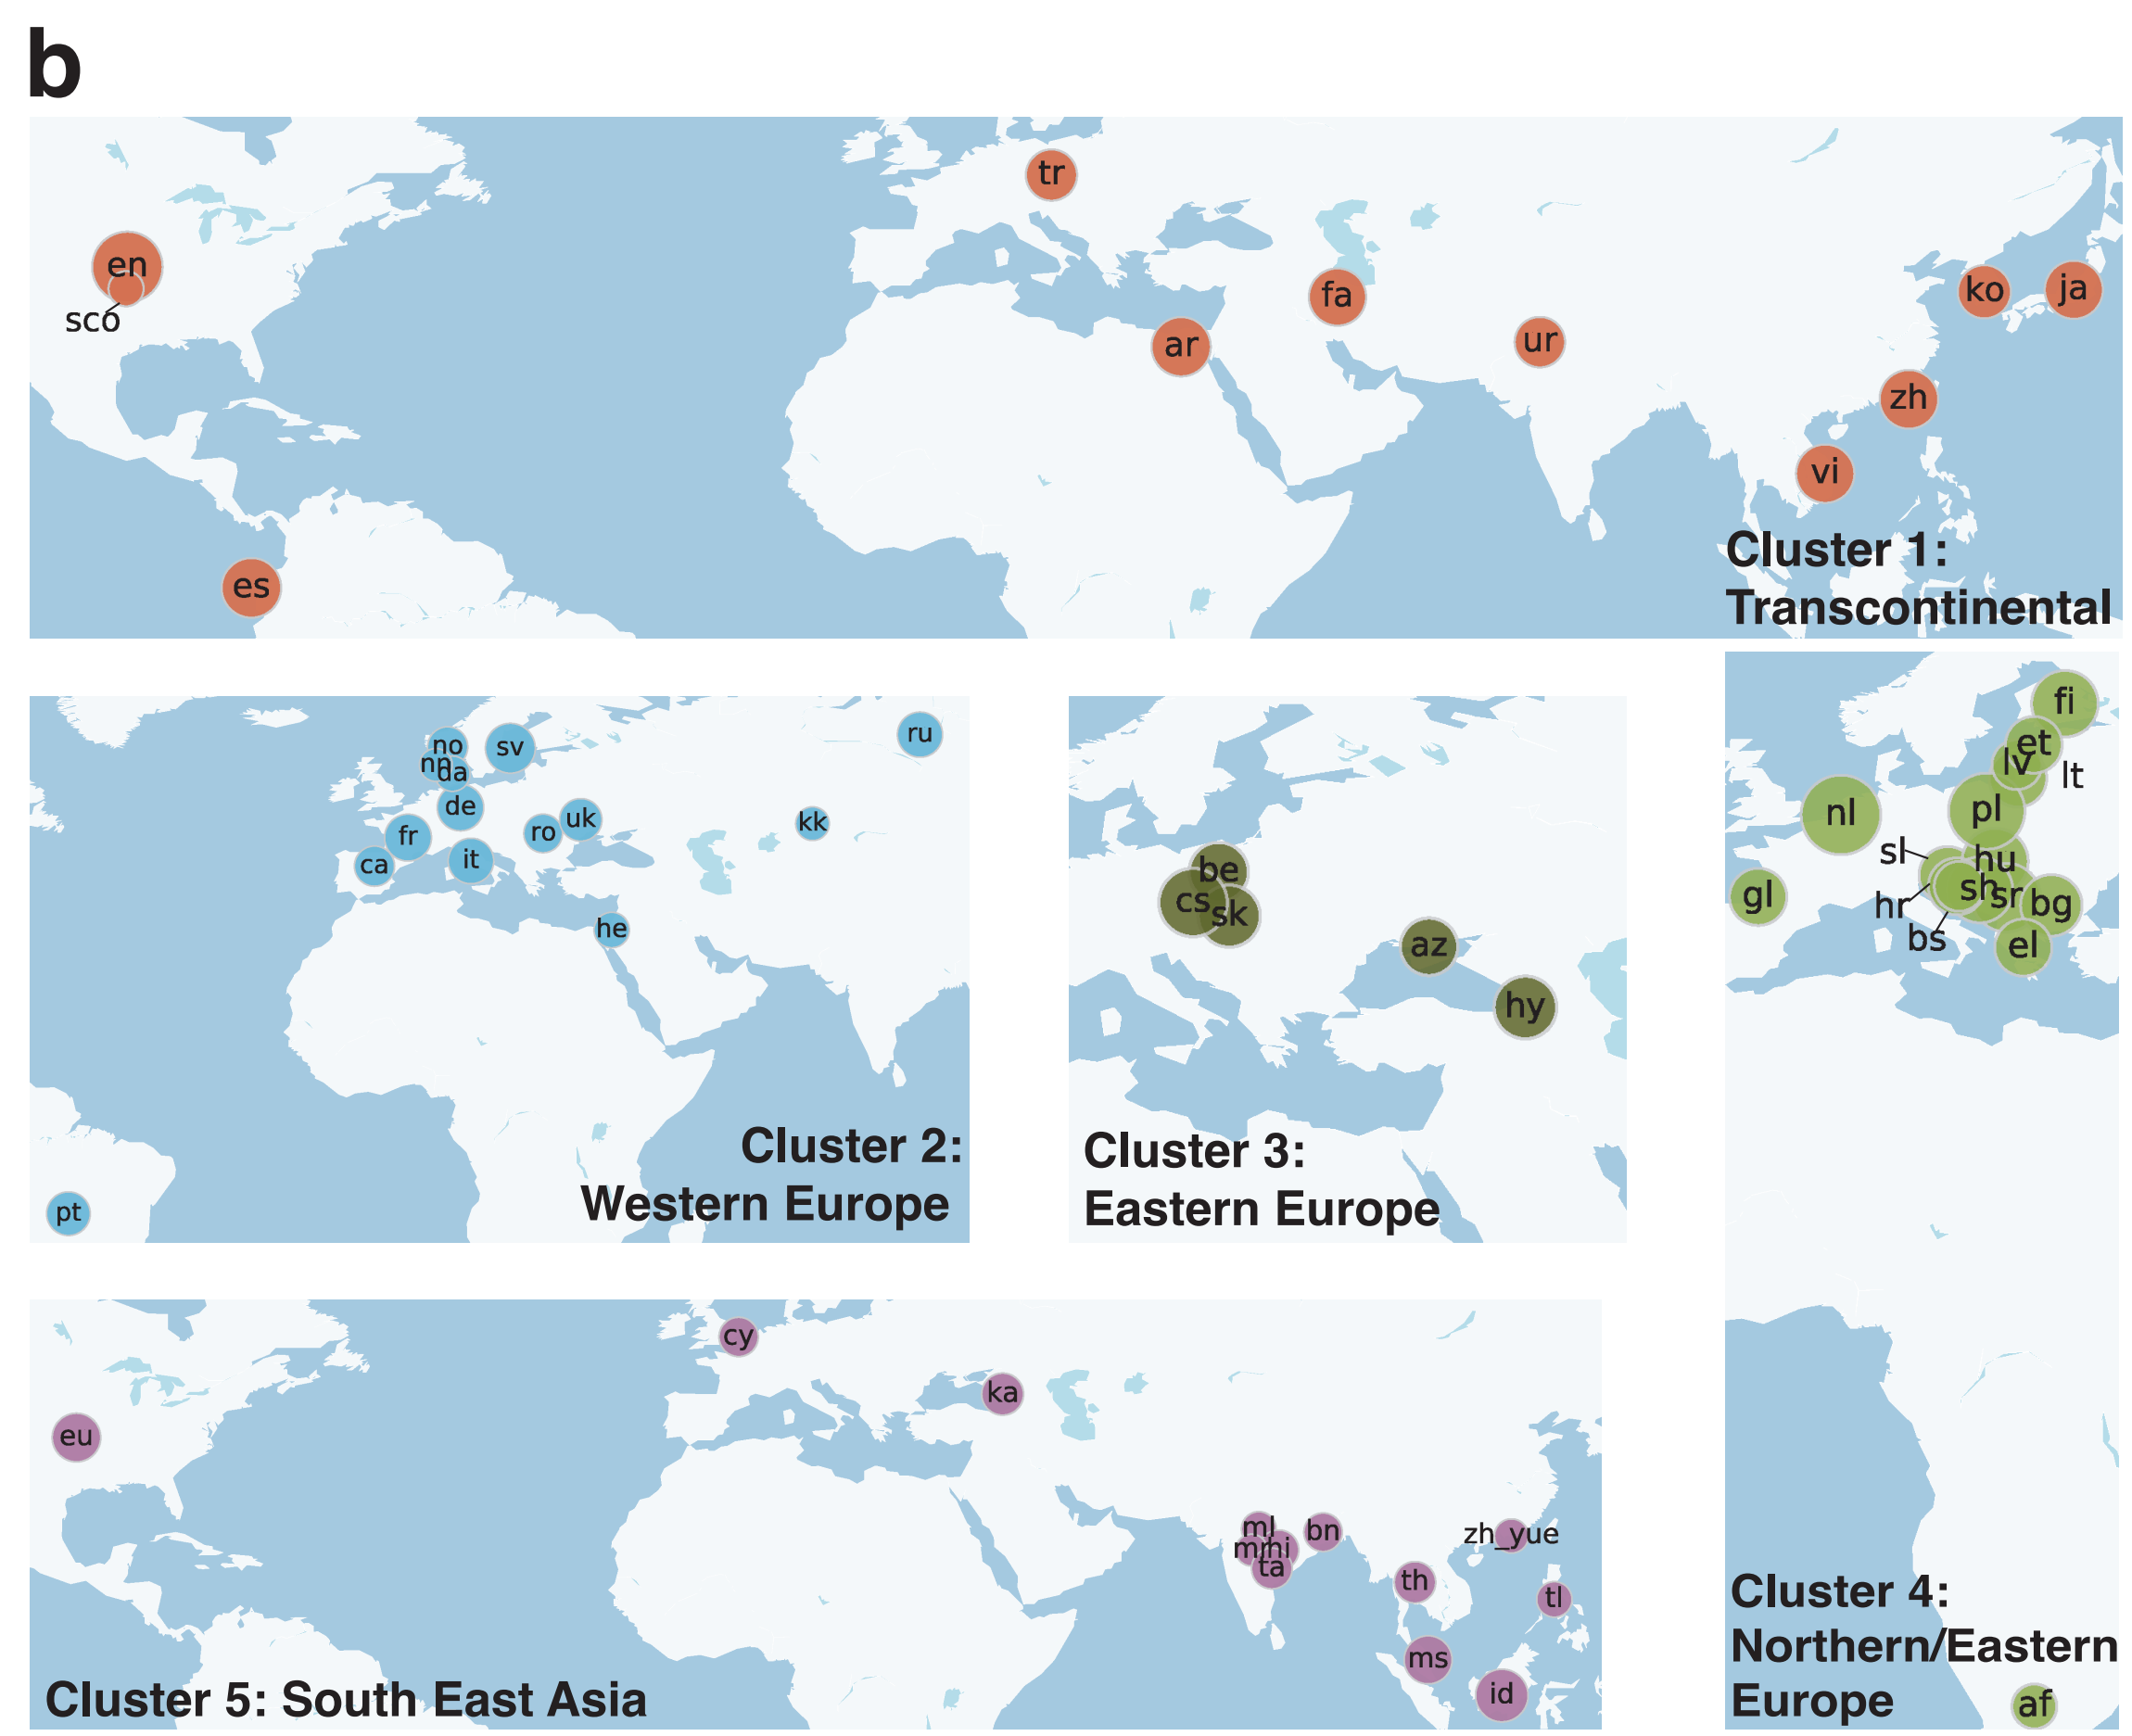 b
tr
en
sco
fa
ko
ja
ar
ur
zh
vi
es
Cluster 1:
Transcontinental
no
sv
ru
nn
da
de
fr
ro
uk
kk
ca
it
he
pt
Cluster 2:
Western Europe
be
cs
sk
az
hy
Cluster 3:
Eastern Europe
fi
et
lv
lt
nl
pl
sl
hu
gl
hr
sh
sr
bg
bs
el
Cluster 4:
Northern/Eastern
Europe
af
cy
ka
eu
ml
bn
zh_yue
mr
hi
ta
th
tl
ms
id
Cluster 5: South East Asia